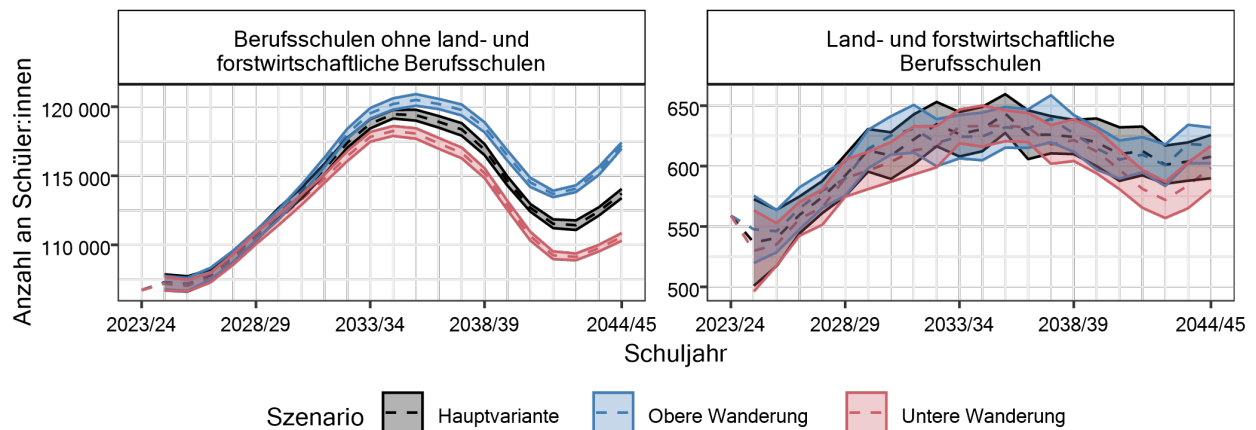 Berufsschulen ohne land- und
forstwirtschaftliche Berufsschulen
Land- und forstwirtschaftliche
Berufsschulen
Anzahl an Schüler:innen
120 000
115 000
110 000
650
600
550
500
2023/24 2028/29 2033/34 2038/39 2044/45
2023/24 2028/29 2033/34 2038/39 2044/45
Schuljahr
Szenario Hauptvariante Obere Wanderung Untere Wanderung